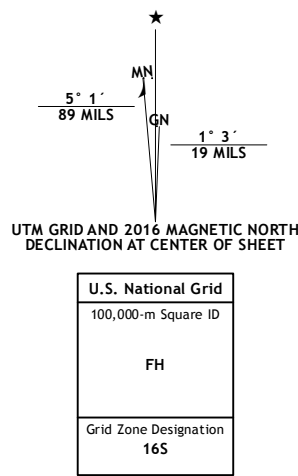 ★
MN
GN
5° 1´
89 MILS
1° 3´
19 MILS
UTM GRID AND 2016 MAGNETIC NORTH
DECLINATION AT CENTER OF SHEET
U.S. National Grid
100,000-m Square ID
FH
Grid Zone Designation
16S